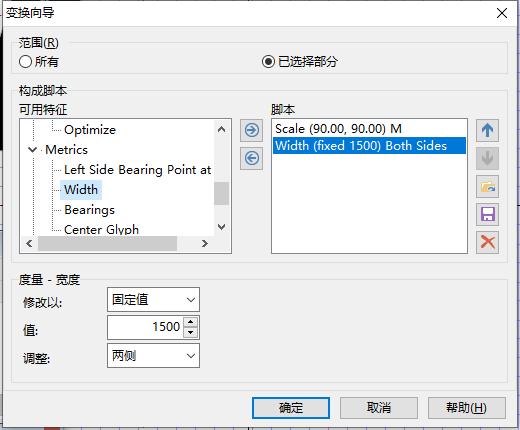 变换向导
范围(R)
所有
已选择部分
构成脚本
可用特征
Optimize
Metrics
Left Side Bearing Point at
Width
Bearings
Center Glyph
脚本
Scale (90.00, 90.00) M
Width (fixed 1500) Both Sides
度量 - 宽度
修改以:
固定值
值:
1500
调整:
两侧
确定
取消
帮助(H)